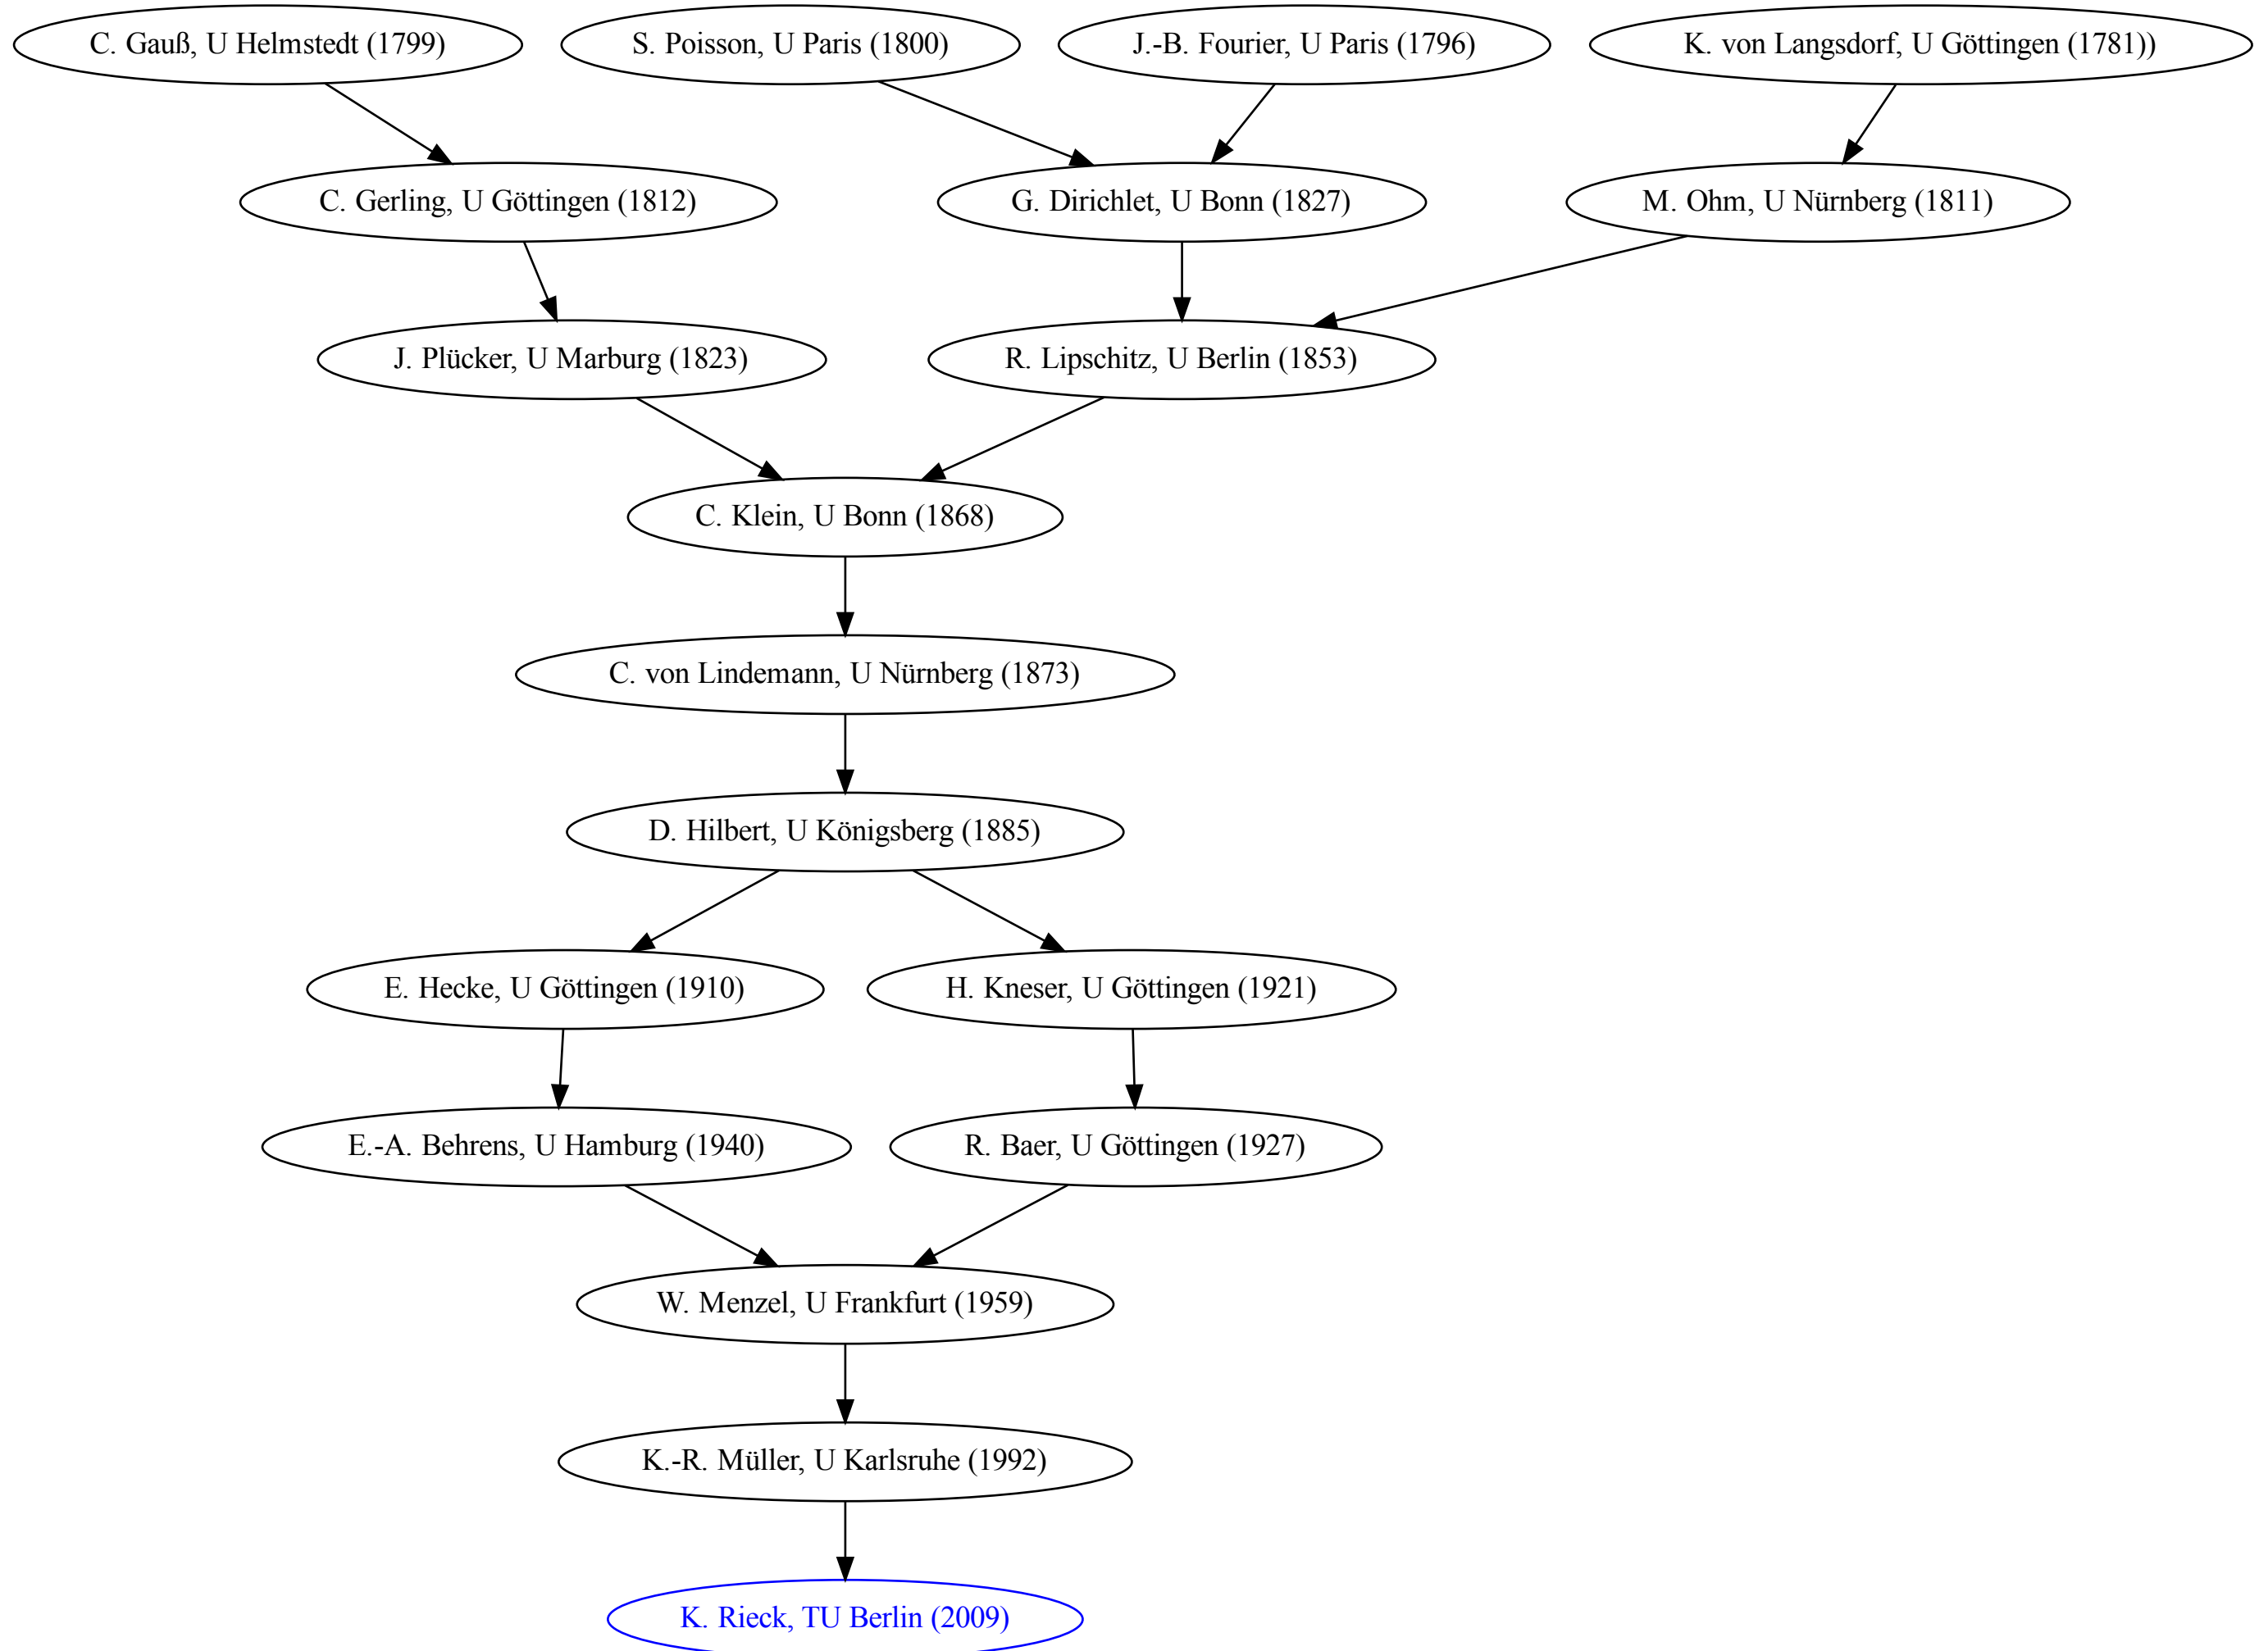 C. Gauß, U Helmstedt (1799)
S. Poisson, U Paris (1800)
J.-B. Fourier, U Paris (1796)
K. von Langsdorf, U Göttingen (1781))
C. Gerling, U Göttingen (1812)
G. Dirichlet, U Bonn (1827)
M. Ohm, U Nürnberg (1811)
J. Plücker, U Marburg (1823)
R. Lipschitz, U Berlin (1853)
C. Klein, U Bonn (1868)
C. von Lindemann, U Nürnberg (1873)
D. Hilbert, U Königsberg (1885)
E. Hecke, U Göttingen (1910)
H. Kneser, U Göttingen (1921)
E.-A. Behrens, U Hamburg (1940)
R. Baer, U Göttingen (1927)
W. Menzel, U Frankfurt (1959)
K.-R. Müller, U Karlsruhe (1992)
K. Rieck, TU Berlin (2009)